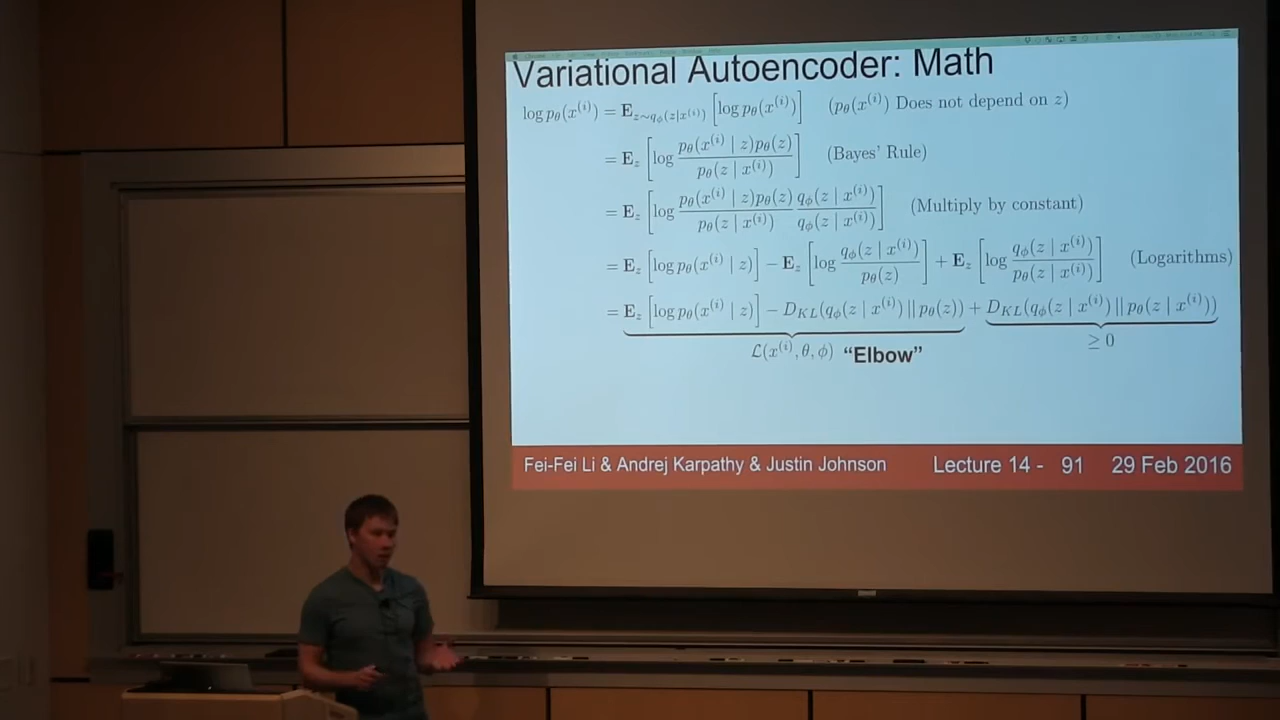 Variational Autoencoder: Math
log pθ(x⁽ⁱ⁾) = E_{z∼qϕ(z|x⁽ⁱ⁾)} [log pθ(x⁽ⁱ⁾)] (pθ(x⁽ⁱ⁾) Does not depend on z)
= E_z [log pθ(x⁽ⁱ⁾ | z)pθ(z) / pθ(z | x⁽ⁱ⁾)] (Bayes' Rule)
= E_z [log pθ(x⁽ⁱ⁾ | z)pθ(z) / pθ(z | x⁽ⁱ⁾) qϕ(z | x⁽ⁱ⁾) / qϕ(z | x⁽ⁱ⁾)] (Multiply by constant)
= E_z [log pθ(x⁽ⁱ⁾ | z)] − E_z [log qϕ(z | x⁽ⁱ⁾) / pθ(z)] + E_z [log qϕ(z | x⁽ⁱ⁾) / pθ(z | x⁽ⁱ⁾)] (Logarithms)
= E_z [log pθ(x⁽ⁱ⁾ | z)] − D_KL(qϕ(z | x⁽ⁱ⁾) || pθ(z)) + D_KL(qϕ(z | x⁽ⁱ⁾) || pθ(z | x⁽ⁱ⁾))
ℒ(x⁽ⁱ⁾, θ, ϕ) “Elbow” ≥ 0
Fei-Fei Li & Andrej Karpathy & Justin Johnson Lecture 14 - 91 29 Feb 2016